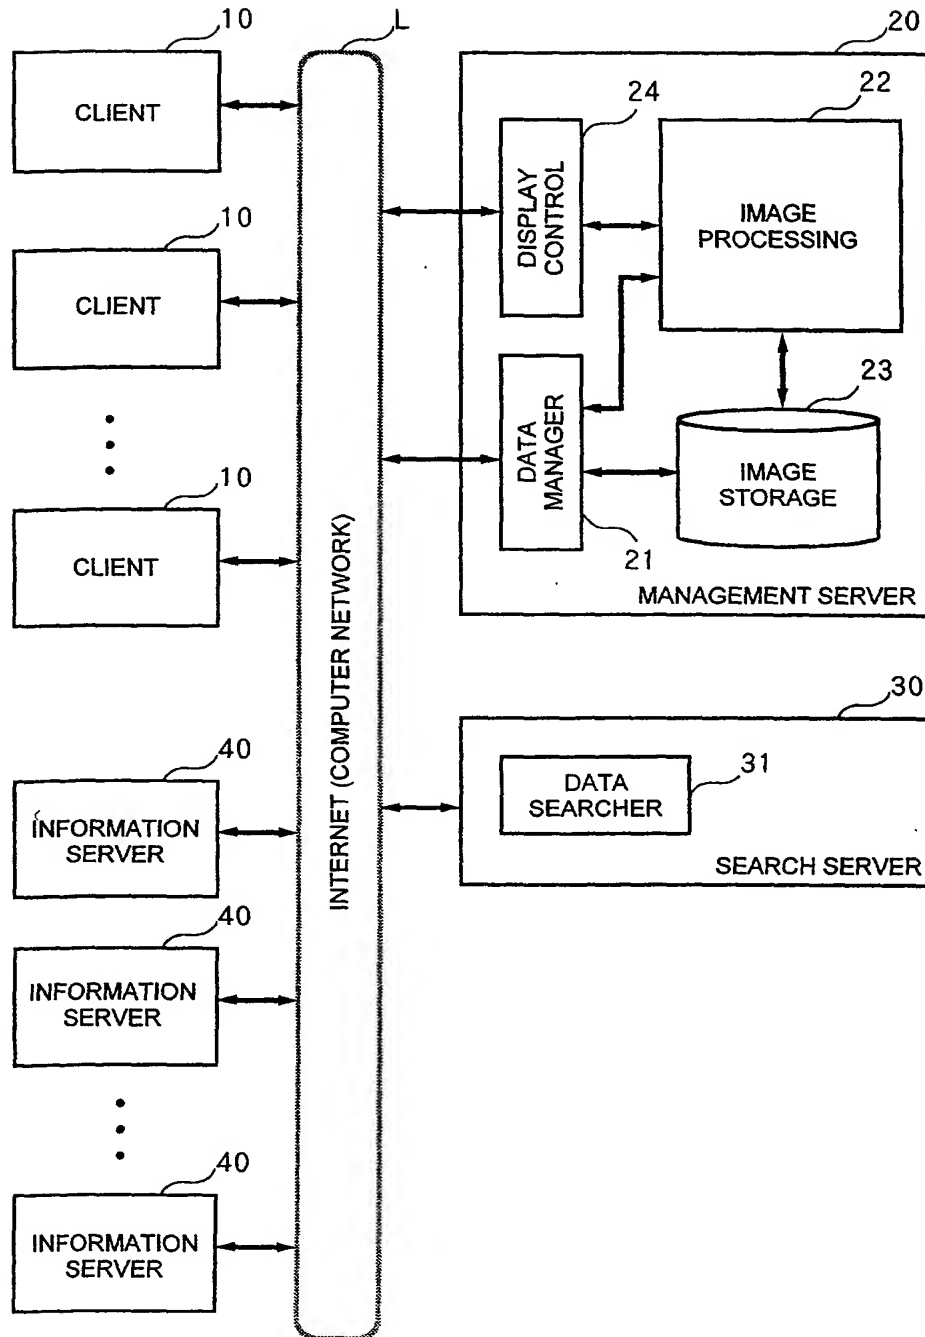 10
CLIENT
10
CLIENT
10
CLIENT
40
INFORMATION
SERVER
40
INFORMATION
SERVER
40
INFORMATION
SERVER
L
INTERNET (COMPUTER NETWORK)
20
24
DISPLAY
CONTROL
22
IMAGE
PROCESSING
DATA
MANAGER
21
23
IMAGE
STORAGE
MANAGEMENT SERVER
30
DATA
SEARCHER
31
SEARCH SERVER